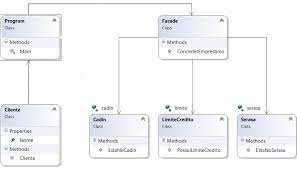 Program
Class
Methods
Main
Facade
Class
Methods
ConcederEmprestimo
Cliente
Class
Properties
Nome
Methods
Cliente
cadin
limite
serasa
Cadin
Class
Methods
EstaNoCadin
LimiteCredito
Class
Methods
PossuiLimiteCredito
Serasa
Class
Methods
EstaNoSerasa